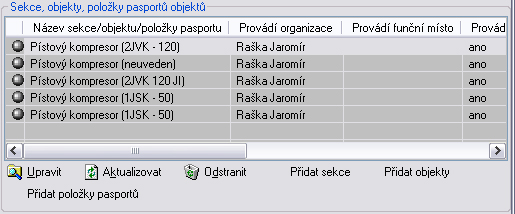 Sekce, objekty, položky pasportů objektů
Název sekce/objektu/položky pasportu Provádí organizace Provádí funční místo Provád
Pístový kompresor (2JVK - 120) Raška Jaromír ano
Pístový kompresor (neuveden) Raška Jaromír ano
Pístový kompresor (2JVK 120 JI) Raška Jaromír ano
Pístový kompresor (1JSK - 50) Raška Jaromír ano
Pístový kompresor (1JSK - 50) Raška Jaromír ano
Upravit Aktualizovat Odstranit Přidat sekce Přidat objekty
Přidat položky pasportů